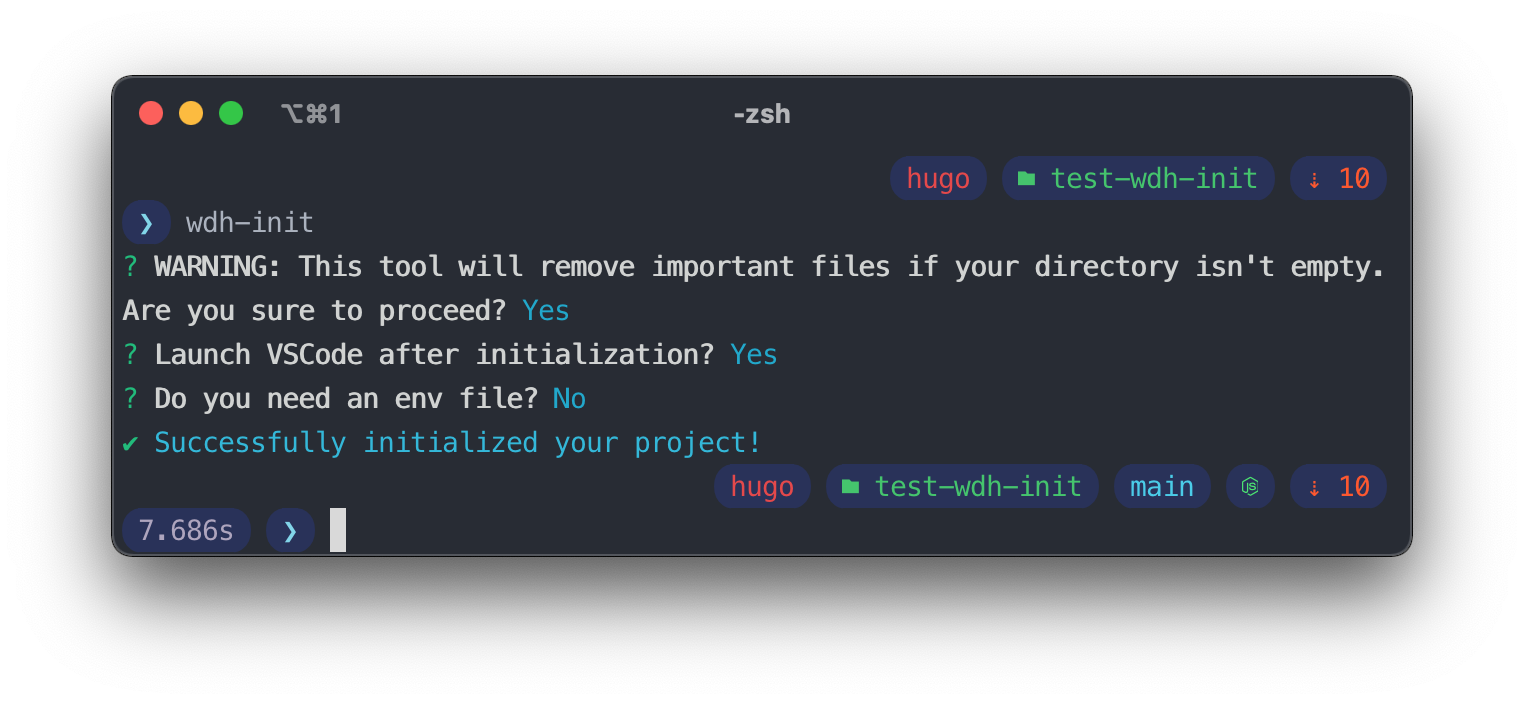 ⌥⌘1 -zsh
hugo test-wdh-init ⇣ 10
❯ wdh-init
? WARNING: This tool will remove important files if your directory isn't empty.
Are you sure to proceed? Yes
? Launch VSCode after initialization? Yes
? Do you need an env file? No
✔ Successfully initialized your project!
hugo test-wdh-init main JS ⇣ 10
7.686s ❯